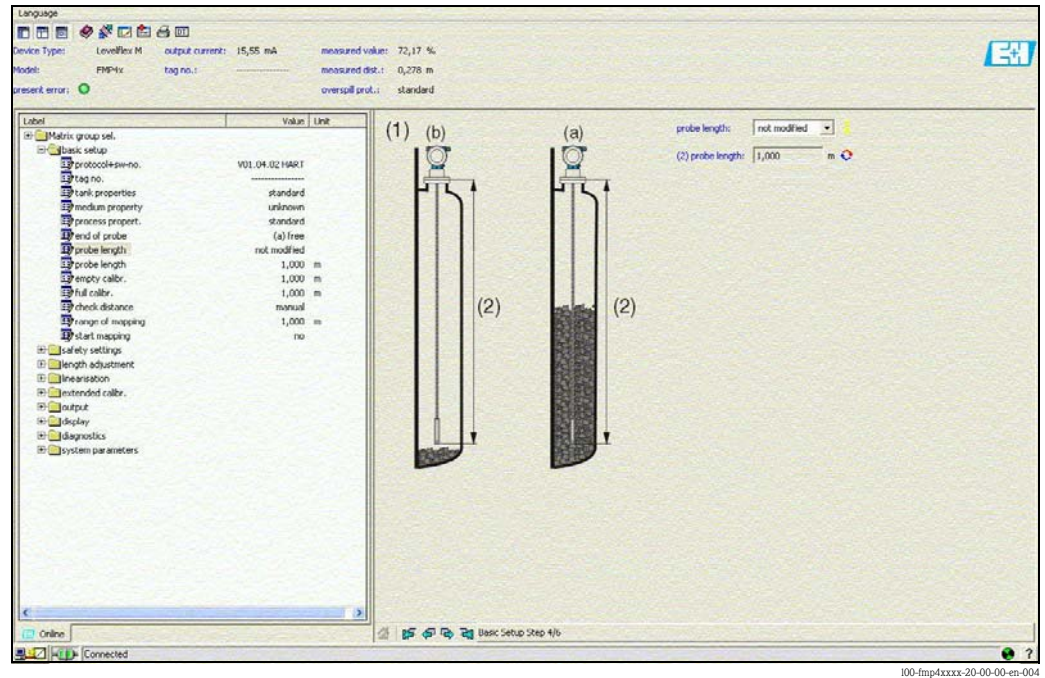 Language
Device Type: Levelflex M output current: 15,55 mA measured value: 72,17 %
Model: FMP4x tag no.: ---------------- measured dist.: 0,278 m
present error: overspill prot.: standard
E+H
Label Value Unit
Matrix group sel.
basic setup
protocol+sw-no. V01.04.02 HART
tag no. ----------------
tank properties standard
medium property unknown
process propert. standard
end of probe (a) free
probe length not modified
probe length 1,000 m
empty calibr. 1,000 m
full calibr. 1,000 m
check distance manual
range of mapping 1,000 m
start mapping no
safety settings
length adjustment
linearisation
extended calibr.
output
display
diagnostics
system parameters
(1) (b) (a)
(2) (2)
probe length: not modified
(2) probe length: 1,000 m
Online
Basic Setup Step 4/6
Connected
?
l00-fmp4xxxx-20-00-00-en-004